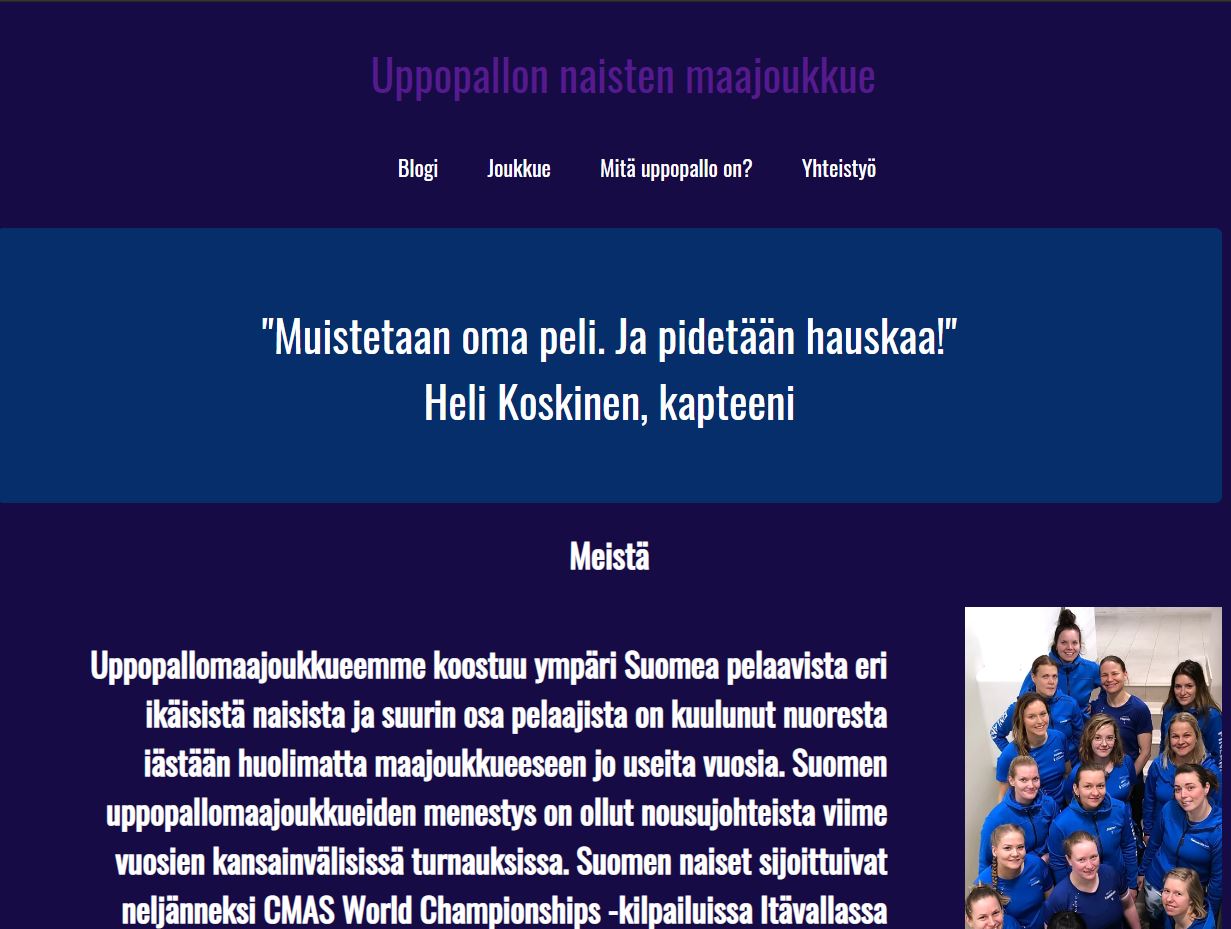 Uppopallon naisten maajoukkue
Blogi Joukkue Mitä uppopallo on? Yhteistyö
"Muistetaan oma peli. Ja pidetään hauskaa!"
Heli Koskinen, kapteeni
Meistä
Uppopallomaajoukkueemme koostuu ympäri Suomea pelaavista eri
ikäisistä naisista ja suurin osa pelaajista on kuulunut nuoresta
iästään huolimatta maajoukkueeseen jo useita vuosia. Suomen
uppopallomaajoukkueiden menestys on ollut nousujohteista viime
vuosien kansainvälisissä turnauksissa. Suomen naiset sijoittuivat
neljänneksi CMAS World Championships -kilpailuissa Itävallassa